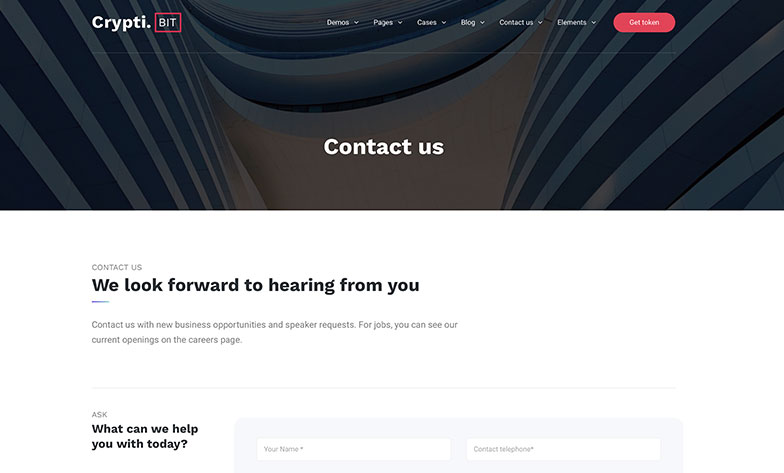 Crypti. BIT
Demos Pages Cases Blog Contact us Elements Get token
Contact us
CONTACT US
We look forward to hearing from you
Contact us with new business opportunities and speaker requests. For jobs, you can see our
current openings on the careers page.
ASK
What can we help
you with today?
Your Name *
Contact telephone*